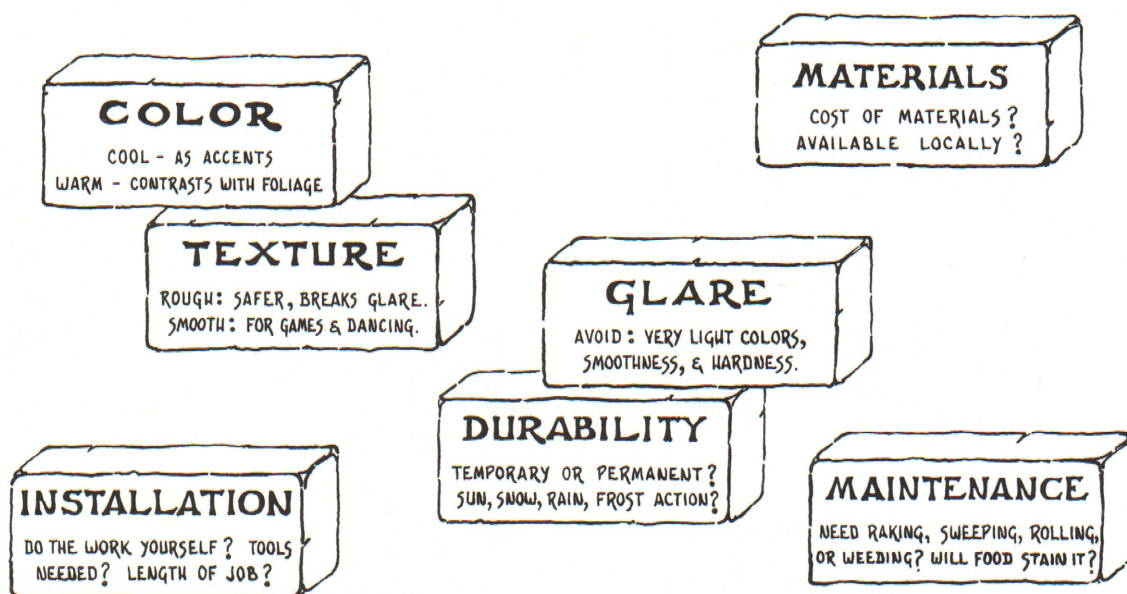 COLOR
COOL - AS ACCENTS
WARM - CONTRASTS WITH FOLIAGE
MATERIALS
COST OF MATERIALS?
AVAILABLE LOCALLY?
TEXTURE
ROUGH: SAFER, BREAKS GLARE.
SMOOTH: FOR GAMES & DANCING.
GLARE
AVOID: VERY LIGHT COLORS,
SMOOTHNESS, & HARDNESS.
DURABILITY
TEMPORARY OR PERMANENT?
SUN, SNOW, RAIN, FROST ACTION?
INSTALLATION
DO THE WORK YOURSELF? TOOLS
NEEDED? LENGTH OF JOB?
MAINTENANCE
NEED RAKING, SWEEPING, ROLLING,
OR WEEDING? WILL FOOD STAIN IT?